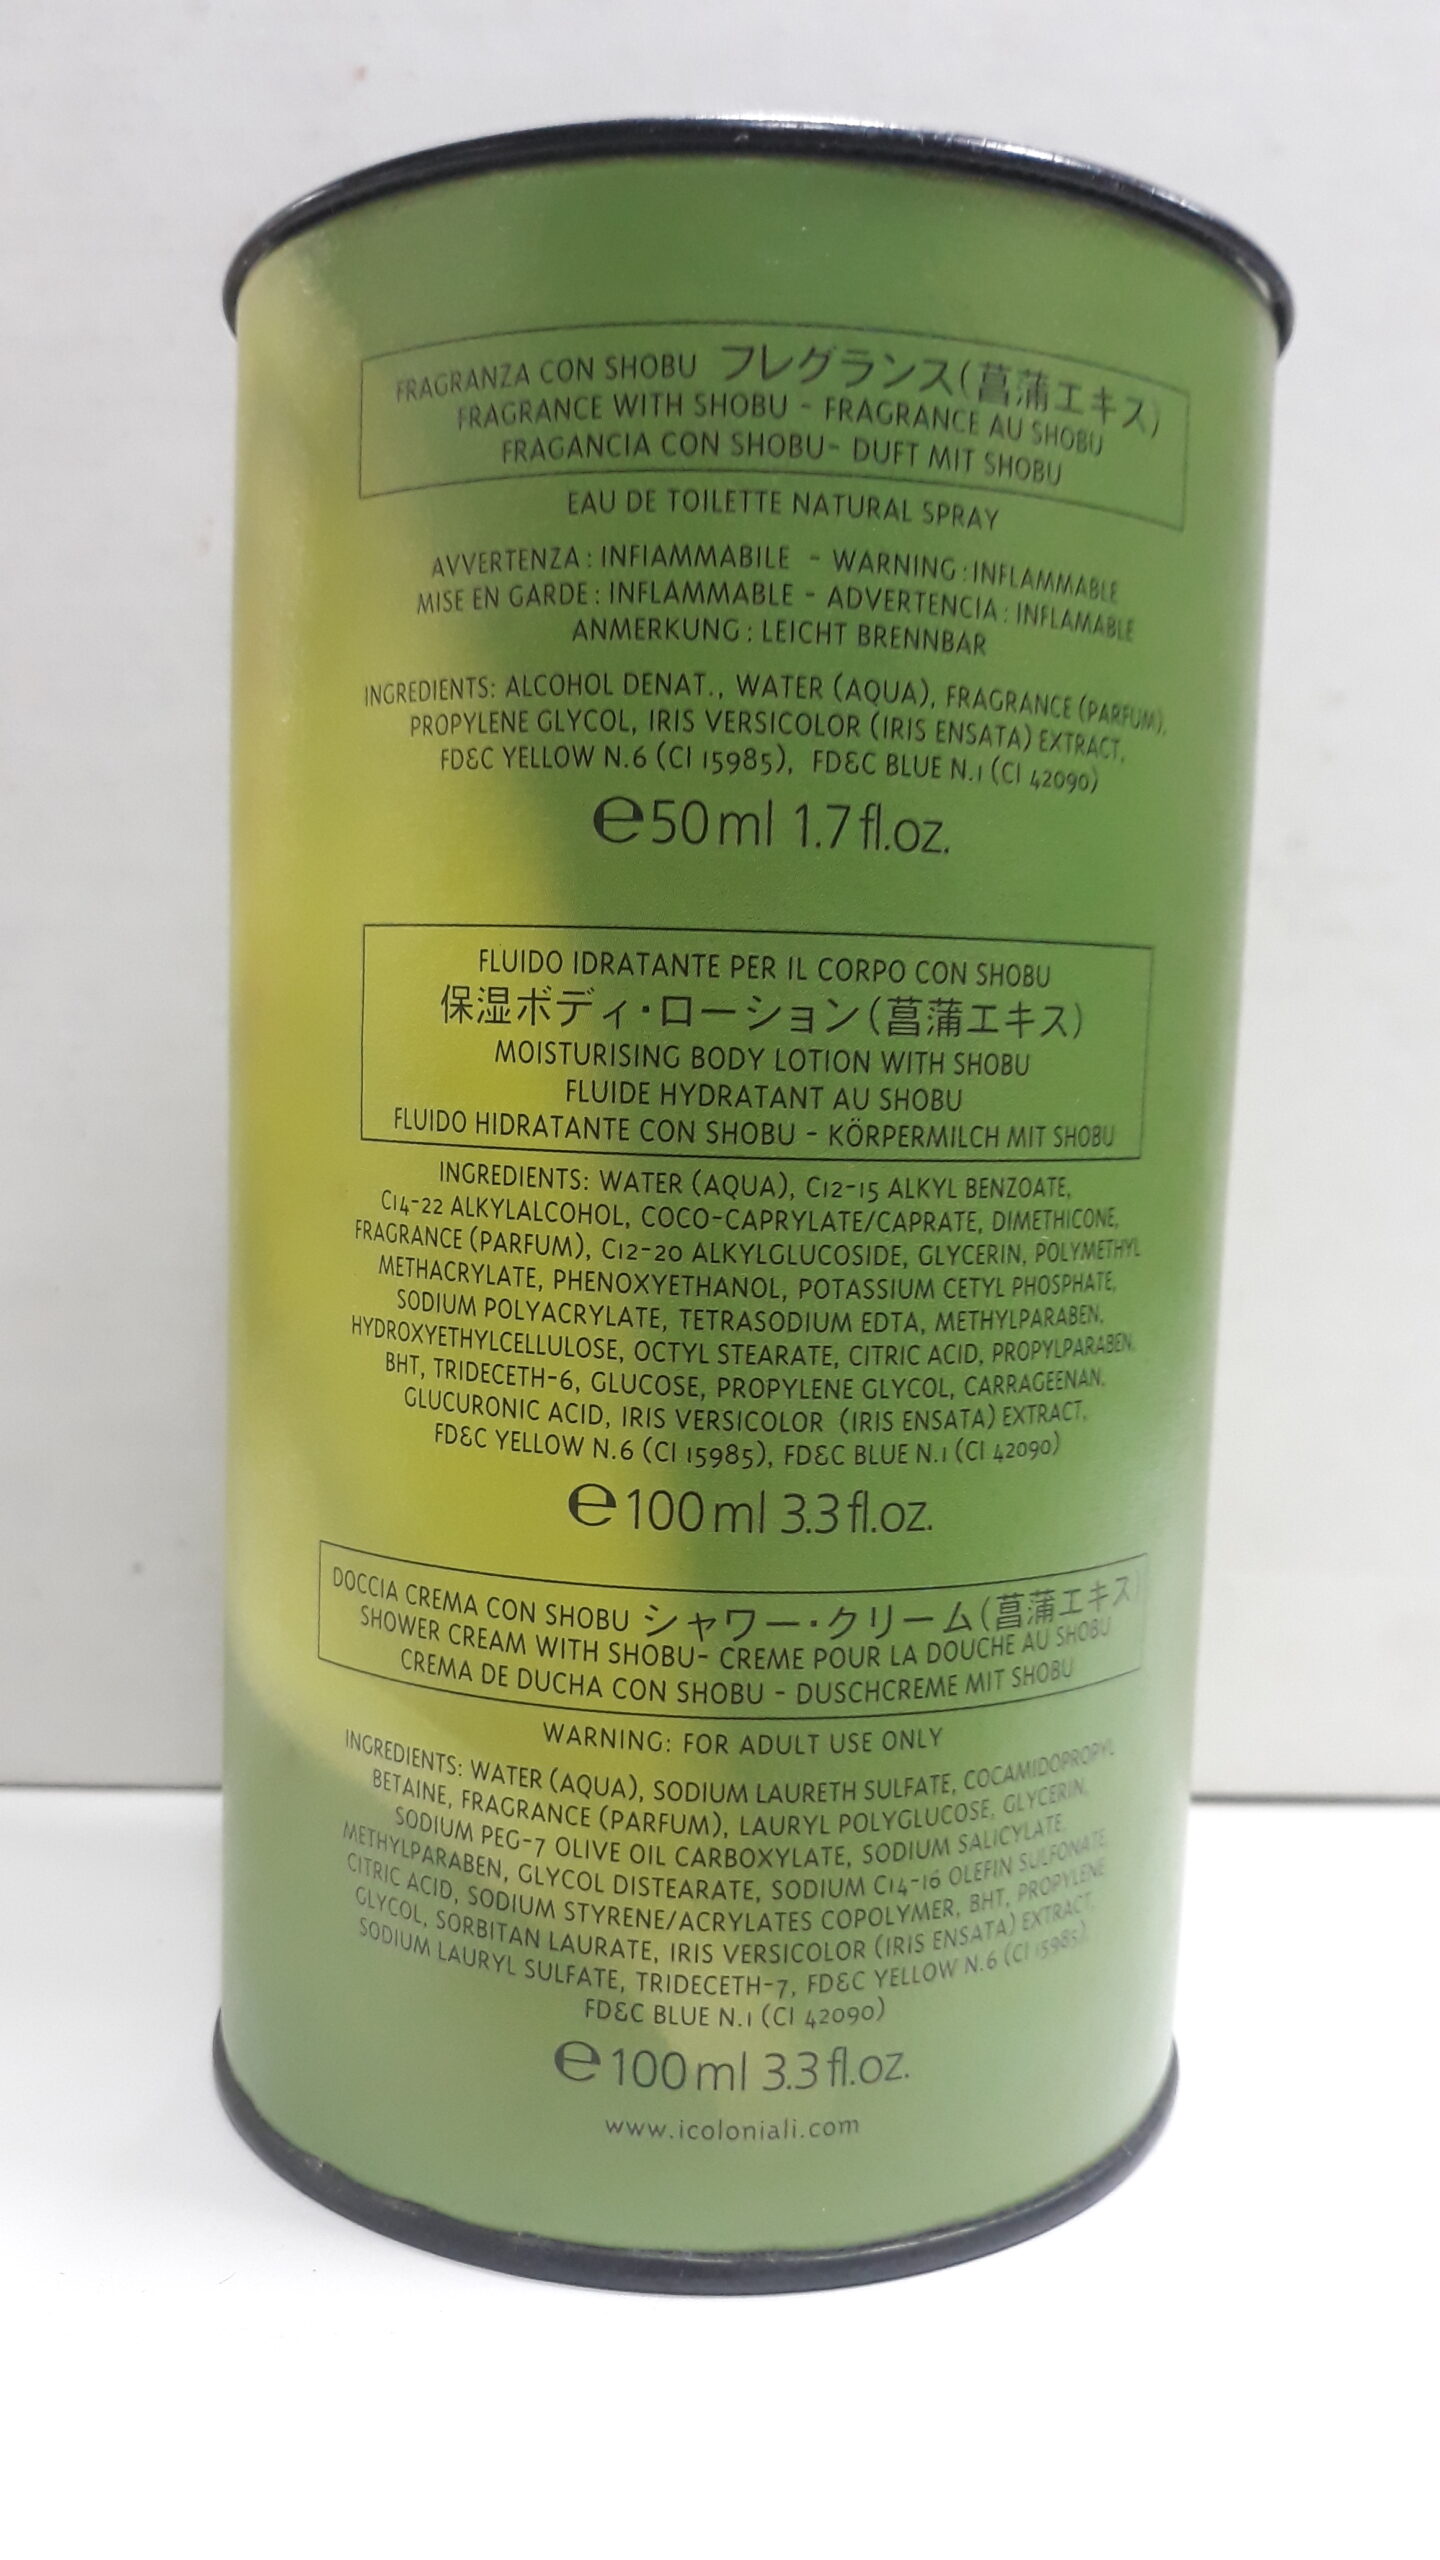 FRAGRANZA CON SHOBU フレグランス(菖蒲エキス)
FRAGRANCE WITH SHOBU - FRAGRANCE AU SHOBU
FRAGANCIA CON SHOBU- DUFT MIT SHOBU
EAU DE TOILETTE NATURAL SPRAY
AVVERTENZA : INFIAMMABILE - WARNING : INFLAMMABLE
MISE EN GARDE : INFLAMMABLE - ADVERTENCIA : INFLAMABLE
ANMERKUNG : LEICHT BRENNBAR
INGREDIENTS: ALCOHOL DENAT., WATER (AQUA), FRAGRANCE (PARFUM),
PROPYLENE GLYCOL, IRIS VERSICOLOR (IRIS ENSATA) EXTRACT,
FD&C YELLOW N.6 (CI 15985), FD&C BLUE N.1 (CI 42090)
℮50ml 1.7 fl.oz.
FLUIDO IDRATANTE PER IL CORPO CON SHOBU
保湿ボディ・ローション(菖蒲エキス)
MOISTURISING BODY LOTION WITH SHOBU
FLUIDE HYDRATANT AU SHOBU
FLUIDO HIDRATANTE CON SHOBU - KÖRPERMILCH MIT SHOBU
INGREDIENTS: WATER (AQUA), C12-15 ALKYL BENZOATE,
C14-22 ALKYLALCOHOL, COCO-CAPRYLATE/CAPRATE, DIMETHICONE,
FRAGRANCE (PARFUM), C12-20 ALKYLGLUCOSIDE, GLYCERIN, POLYMETHYL
METHACRYLATE, PHENOXYETHANOL, POTASSIUM CETYL PHOSPHATE,
SODIUM POLYACRYLATE, TETRASODIUM EDTA, METHYLPARABEN,
HYDROXYETHYLCELLULOSE, OCTYL STEARATE, CITRIC ACID, PROPYLPARABEN,
BHT, TRIDECETH-6, GLUCOSE, PROPYLENE GLYCOL, CARRAGEENAN,
GLUCURONIC ACID, IRIS VERSICOLOR (IRIS ENSATA) EXTRACT,
FD&C YELLOW N.6 (CI 15985), FD&C BLUE N.1 (CI 42090)
℮100ml 3.3 fl.oz.
DOCCIA CREMA CON SHOBU シャワー・クリーム(菖蒲エキス)
SHOWER CREAM WITH SHOBU- CREME POUR LA DOUCHE AU SHOBU
CREMA DE DUCHA CON SHOBU - DUSCHCREME MIT SHOBU
WARNING: FOR ADULT USE ONLY
INGREDIENTS: WATER (AQUA), SODIUM LAURETH SULFATE, COCAMIDOPROPYL
BETAINE, FRAGRANCE (PARFUM), LAURYL POLYGLUCOSE, GLYCERIN,
SODIUM PEG-7 OLIVE OIL CARBOXYLATE, SODIUM SALICYLATE,
METHYLPARABEN, GLYCOL DISTEARATE, SODIUM C14-16 OLEFIN SULFONATE,
CITRIC ACID, SODIUM STYRENE/ACRYLATES COPOLYMER, BHT, PROPYLENE
GLYCOL, SORBITAN LAURATE, IRIS VERSICOLOR (IRIS ENSATA) EXTRACT,
SODIUM LAURYL SULFATE, TRIDECETH-7, FD&C YELLOW N.6 (CI 15985),
FD&C BLUE N.1 (CI 42090)
℮100ml 3.3 fl.oz.
www.icoloniali.com